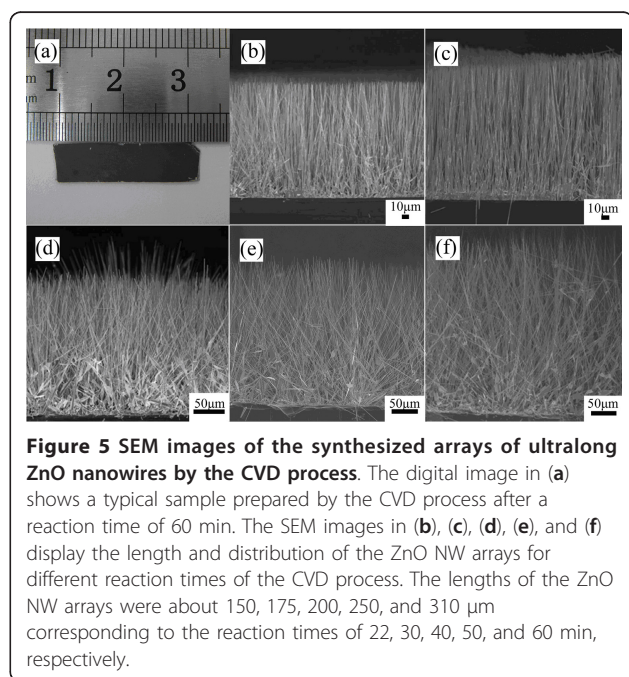 (a)
1 2 3
(b)
10μm
(c)
10μm
(d)
50μm
(e)
50μm
(f)
50μm
Figure 5 SEM images of the synthesized arrays of ultralong
ZnO nanowires by the CVD process. The digital image in (a)
shows a typical sample prepared by the CVD process after a
reaction time of 60 min. The SEM images in (b), (c), (d), (e), and (f)
display the length and distribution of the ZnO NW arrays for
different reaction times of the CVD process. The lengths of the ZnO
NW arrays were about 150, 175, 200, 250, and 310 μm
corresponding to the reaction times of 22, 30, 40, 50, and 60 min,
respectively.